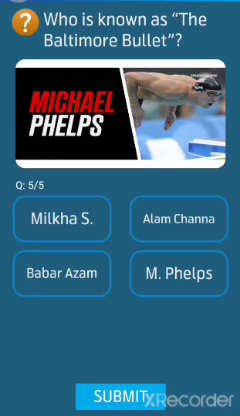 Who is known as “The
Baltimore Bullet”?
MICHAEL
PHELPS
Q: 5/5
Milkha S.
Alam Channa
Babar Azam
M. Phelps
SUBMIT
XRecorder